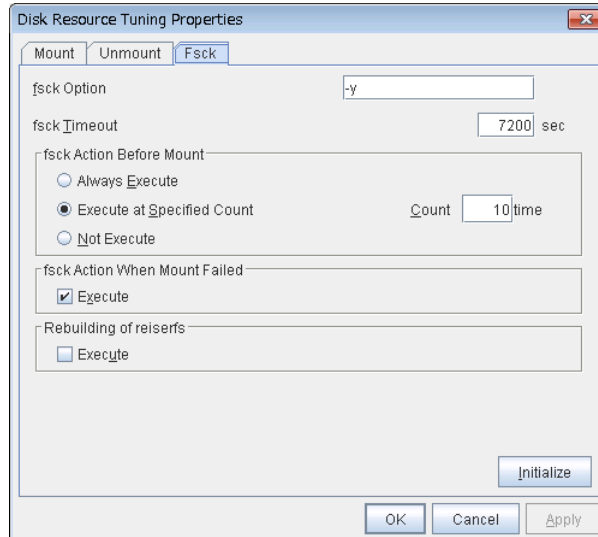 Disk Resource Tuning Properties
Mount Unmount Fsck
fsck Option -y
fsck Timeout 7200 sec
fsck Action Before Mount
Always Execute
Execute at Specified Count Count 10 time
Not Execute
fsck Action When Mount Failed
Execute
Rebuilding of reiserfs
Execute
Initialize
OK Cancel Apply